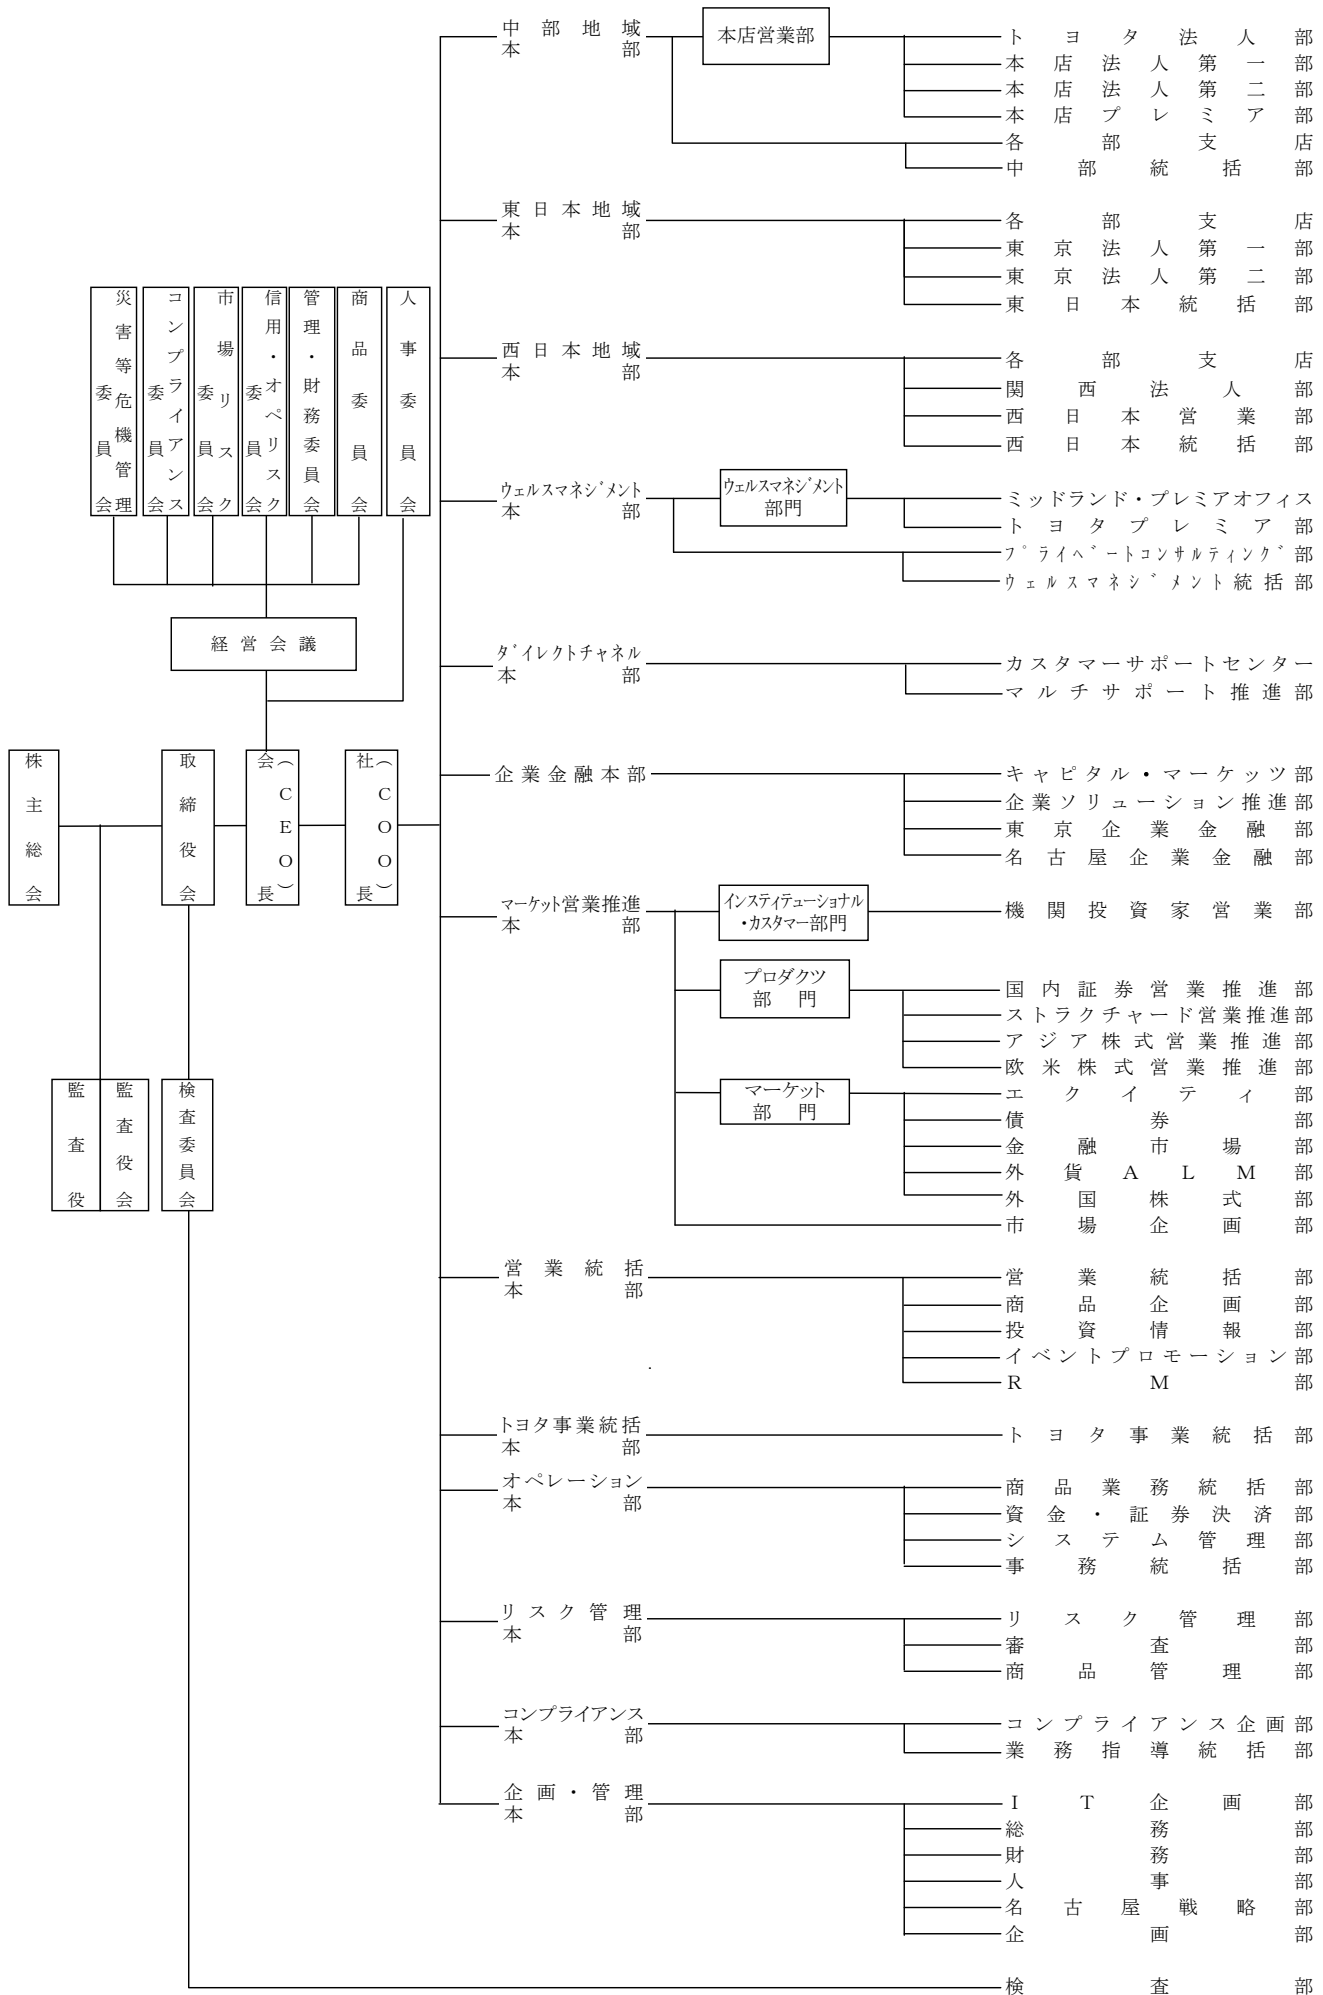 災害等危機管理
委員会
コンプライアンス
委員会
市場リスク
委員会
信用・オペリスク
委員会
管理・財務委員会
商品委員会
人事委員会
経営会議
株主総会
取締役会
会長
（CEO）
社長
（COO）
監査役
監査役会
検査委員会
中部地域
本部
本店営業部
トヨタ法人部
本店法人第一部
本店法人第二部
本店プレミア部
各部支店
中部統括部
東日本地域
本部
各部支店
東京法人第一部
東京法人第二部
東日本統括部
西日本地域
本部
各部支店
関西法人部
西日本営業部
西日本統括部
ウェルスマネジメント
本部
ウェルスマネジメント
部門
ミッドランド・プレミアオフィス
トヨタプレミア部
プライベートコンサルティング部
ウェルスマネジメント統括部
ダイレクトチャネル
本部
カスタマーサポートセンター
マルチサポート推進部
企業金融本部
キャピタル・マーケッツ部
企業ソリューション推進部
東京企業金融部
名古屋企業金融部
マーケット営業推進
本部
インスティテューショナル
・カスタマー部門
機関投資家営業部
プロダクツ
部門
国内証券営業推進部
ストラクチャード営業推進部
アジア株式営業推進部
欧米株式営業推進部
マーケット
部門
エクイティ部
債券部
金融市場部
外貨ALM部
外国株式部
市場企画部
営業統括
本部
営業統括部
商品企画部
投資情報部
イベントプロモーション部
RM部
トヨタ事業統括
本部
トヨタ事業統括部
オペレーション
本部
商品業務統括部
資金・証券決済部
システム管理部
事務統括部
リスク管理
本部
リスク管理部
審査部
商品管理部
コンプライアンス
本部
コンプライアンス企画部
業務指導統括部
企画・管理
本部
IT企画部
総務部
財務部
人事部
名古屋戦略部
企画部
検査部